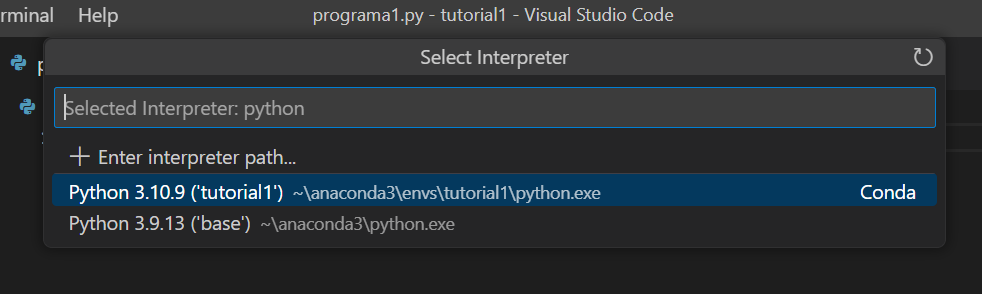 rminal Help programa1.py - tutorial1 - Visual Studio Code
Select Interpreter
Selected Interpreter: python
+ Enter interpreter path...
Python 3.10.9 ('tutorial1') ~\anaconda3\envs\tutorial1\python.exe Conda
Python 3.9.13 ('base') ~\anaconda3\python.exe